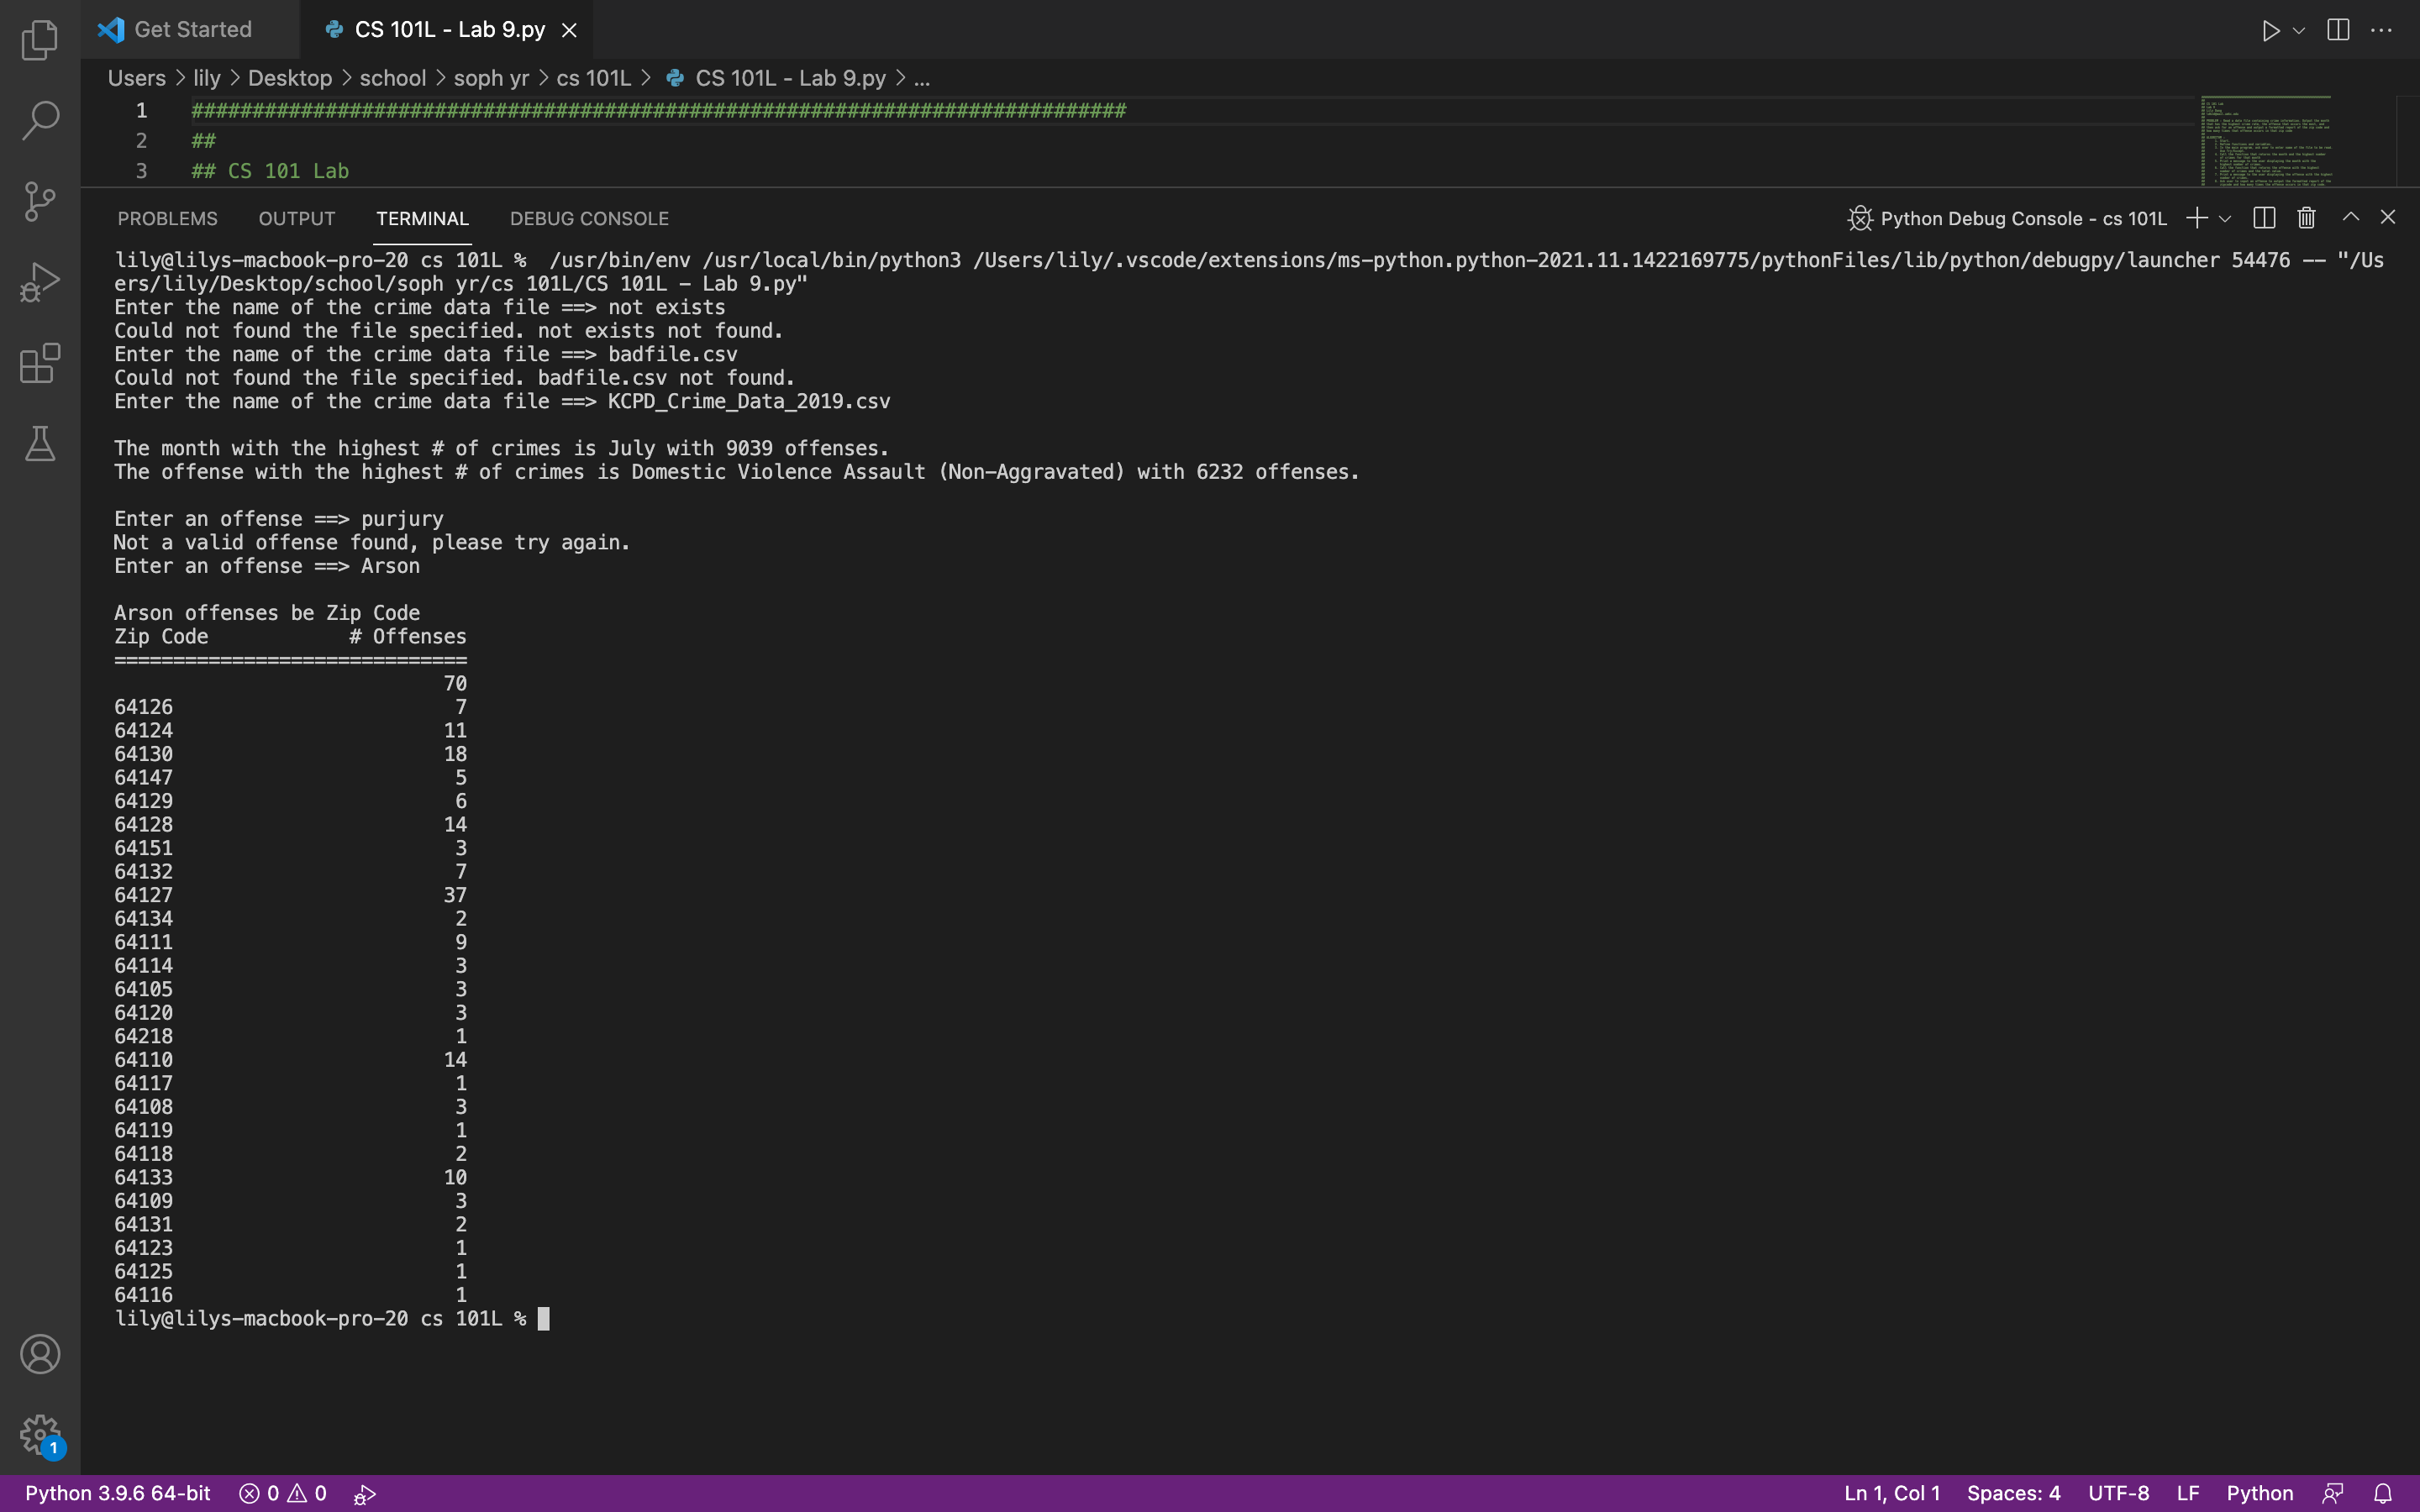 Get Started
CS 101L - Lab 9.py
Users > lily > Desktop > school > soph yr > cs 101L > CS 101L - Lab 9.py > ...
1 #############################################################################
2 ##
3 ## CS 101 Lab
PROBLEMS OUTPUT TERMINAL DEBUG CONSOLE
Python Debug Console - cs 101L
lily@lilys-macbook-pro-20 cs 101L %  /usr/bin/env /usr/local/bin/python3 /Users/lily/.vscode/extensions/ms-python.python-2021.11.1422169775/pythonFiles/lib/python/debugpy/launcher 54476 -- "/Us
ers/lily/Desktop/school/soph yr/cs 101L/CS 101L - Lab 9.py"
Enter the name of the crime data file ==> not exists
Could not found the file specified. not exists not found.
Enter the name of the crime data file ==> badfile.csv
Could not found the file specified. badfile.csv not found.
Enter the name of the crime data file ==> KCPD_Crime_Data_2019.csv
The month with the highest # of crimes is July with 9039 offenses.
The offense with the highest # of crimes is Domestic Violence Assault (Non-Aggravated) with 6232 offenses.
Enter an offense ==> purjury
Not a valid offense found, please try again.
Enter an offense ==> Arson
Arson offenses be Zip Code
Zip Code            # Offenses
==============================
70
64126 7
64124 11
64130 18
64147 5
64129 6
64128 14
64151 3
64132 7
64127 37
64134 2
64111 9
64114 3
64105 3
64120 3
64218 1
64110 14
64117 1
64108 3
64119 1
64118 2
64133 10
64109 3
64131 2
64123 1
64125 1
64116 1
lily@lilys-macbook-pro-20 cs 101L %
1
Python 3.9.6 64-bit 0 0 Ln 1, Col 1 Spaces: 4 UTF-8 LF Python